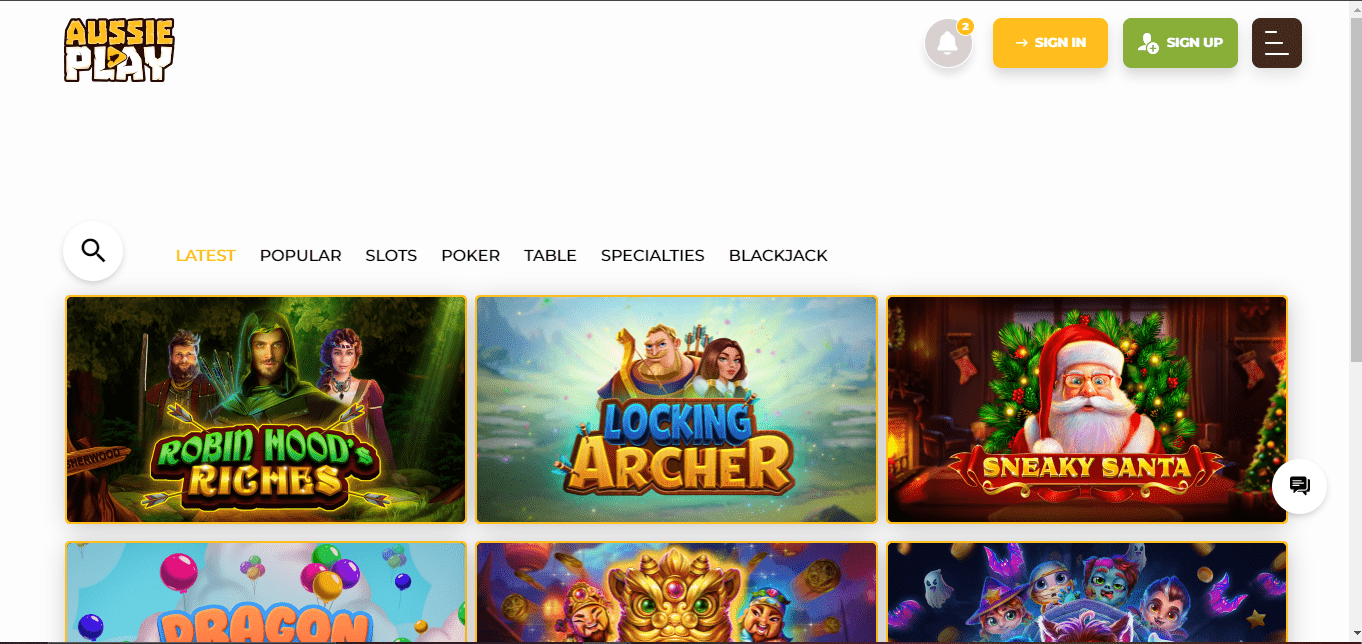 AUSSIE
PLAY
2
SIGN IN
SIGN UP
LATEST POPULAR SLOTS POKER TABLE SPECIALTIES BLACKJACK
SHERWOOD
ROBIN HOOD's
RICHES
LOCKING
ARCHER
SNEAKY SANTA
DRAGON